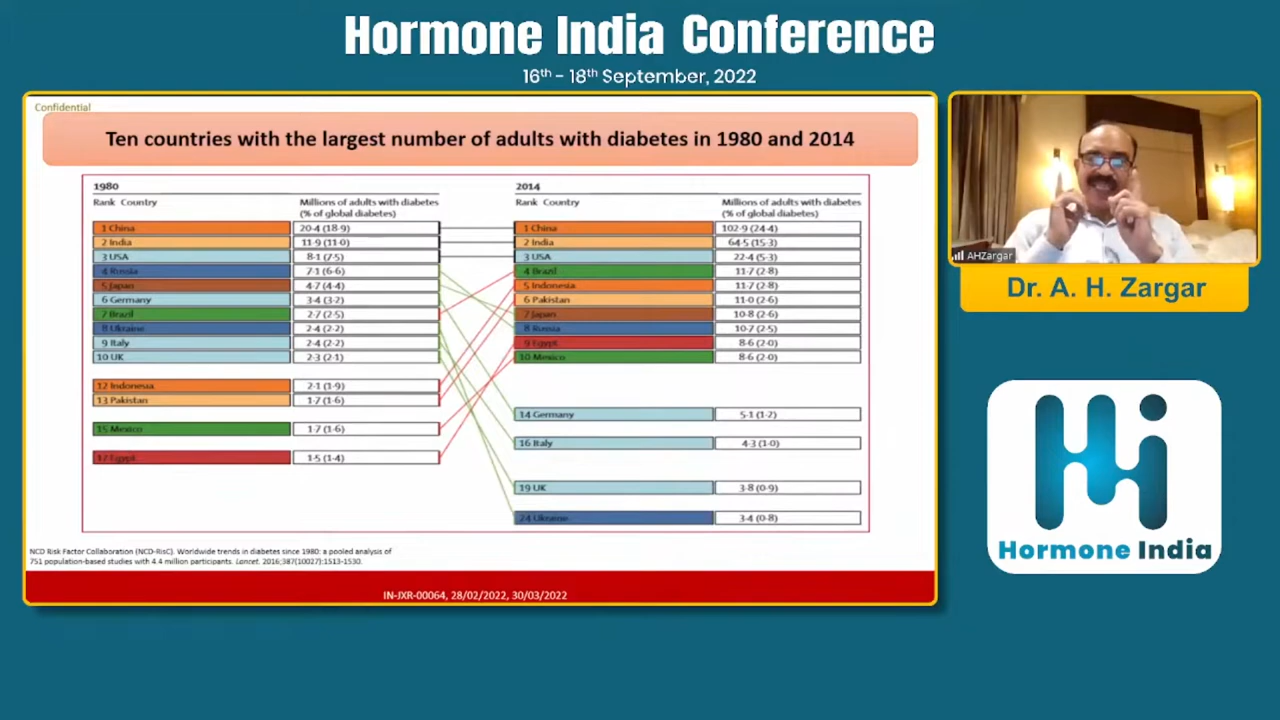 Hormone India Conference
16th - 18th September, 2022
Confidential
Ten countries with the largest number of adults with diabetes in 1980 and 2014
1980
Rank Country Millions of adults with diabetes (% of global diabetes)
1 China 20·4 (18·9)
2 India 11·9 (11·0)
3 USA 8·1 (7·5)
4 Russia 7·1 (6·6)
5 Japan 4·7 (4·4)
6 Germany 3·4 (3·2)
7 Brazil 2·7 (2·5)
8 Ukraine 2·4 (2·2)
9 Italy 2·4 (2·2)
10 UK 2·3 (2·1)
12 Indonesia 2·1 (1·9)
13 Pakistan 1·7 (1·6)
15 Mexico 1·7 (1·6)
17 Egypt 1·5 (1·4)
2014
Rank Country Millions of adults with diabetes (% of global diabetes)
1 China 102·9 (24·4)
2 India 64·5 (15·3)
3 USA 22·4 (5·3)
4 Brazil 11·7 (2·8)
5 Indonesia 11·7 (2·8)
6 Pakistan 11·0 (2·6)
7 Japan 10·8 (2·6)
8 Russia 10·7 (2·5)
9 Egypt 8·6 (2·0)
10 Mexico 8·6 (2·0)
14 Germany 5·1 (1·2)
16 Italy 4·3 (1·0)
19 UK 3·8 (0·9)
24 Ukraine 3·4 (0·8)
NCD Risk Factor Collaboration (NCD-RisC). Worldwide trends in diabetes since 1980: a pooled analysis of
751 population-based studies with 4.4 million participants. Lancet. 2016;387(10027):1513-1530.
IN-JXR-00064, 28/02/2022, 30/03/2022
AHZargar
Dr. A. H. Zargar
Hi
Hormone India